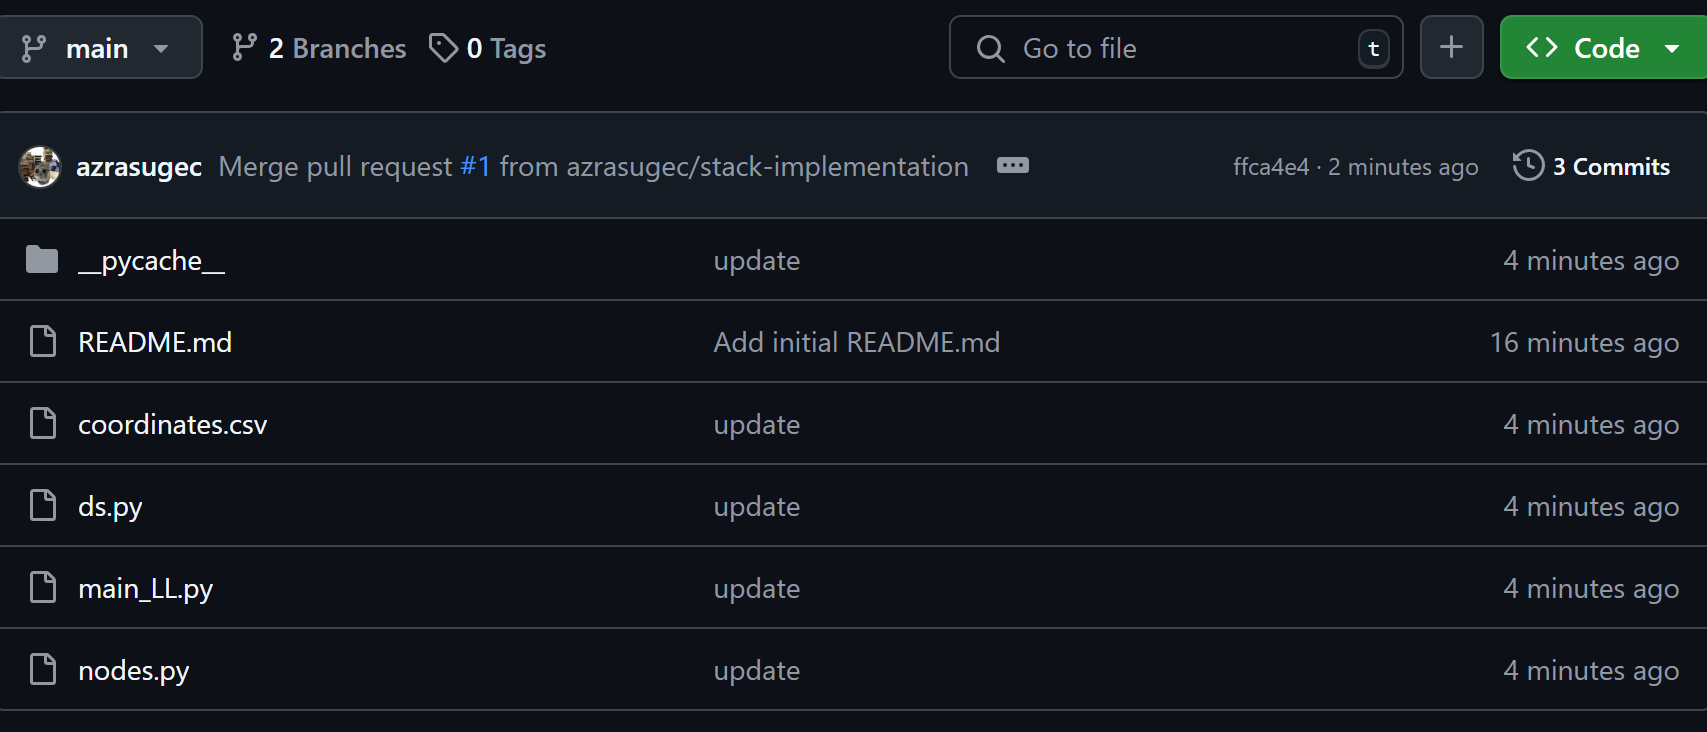 main 2 Branches 0 Tags Go to file t + <> Code
azrasugec Merge pull request #1 from azrasugec/stack-implementation ffca4e4 · 2 minutes ago 3 Commits
__pycache__ update 4 minutes ago
README.md Add initial README.md 16 minutes ago
coordinates.csv update 4 minutes ago
ds.py update 4 minutes ago
main_LL.py update 4 minutes ago
nodes.py update 4 minutes ago